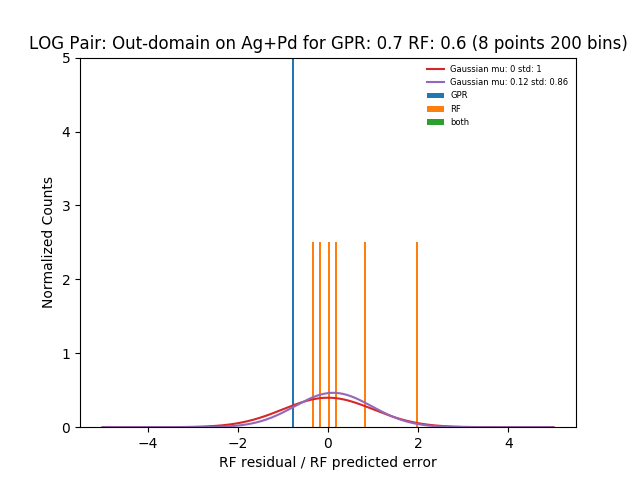 LOG Pair: Out-domain on Ag+Pd for GPR: 0.7 RF: 0.6 (8 points 200 bins)
Gaussian mu: 0 std: 1
Gaussian mu: 0.12 std: 0.86
GPR
RF
both
Normalized Counts
5
4
3
2
1
0
−4
−2
0
2
4
RF residual / RF predicted error